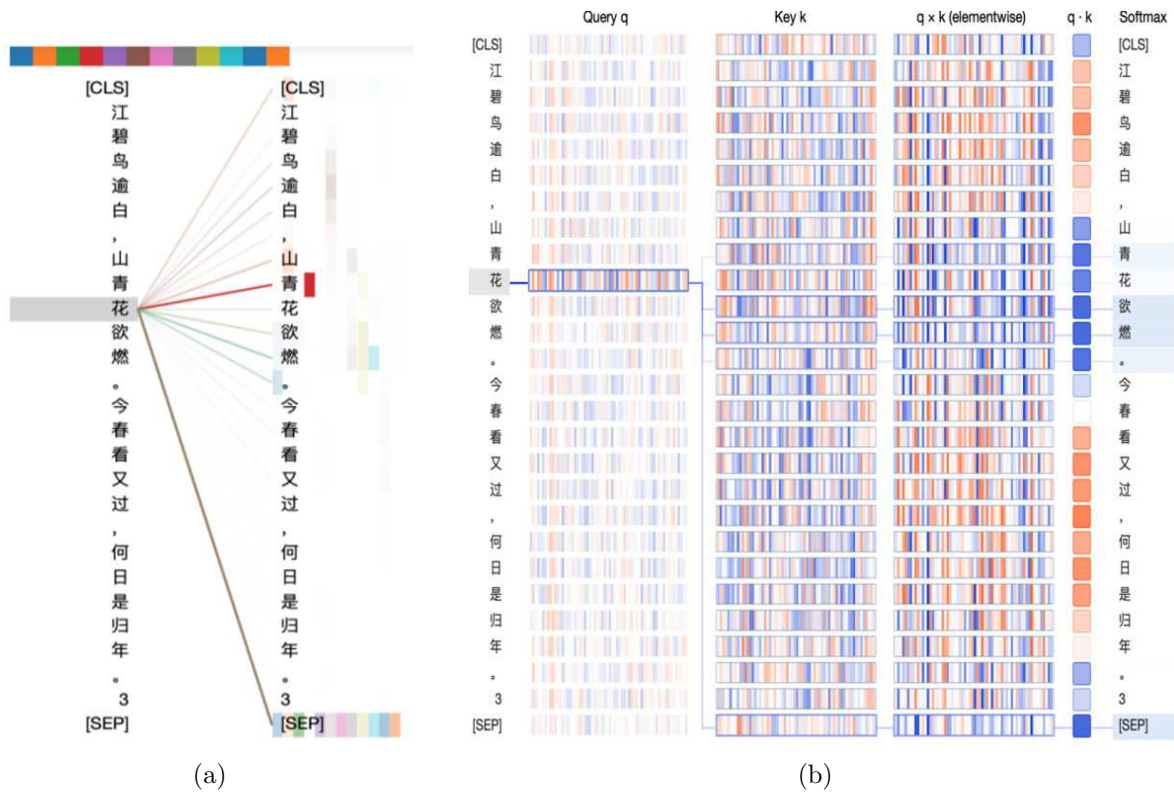 [CLS] [CLS]
江 江
碧 碧
鸟 鸟
逾 逾
白 白
, ,
山 山
青 青
花 花
欲 欲
燃 燃
。 。
今 今
春 春
看 看
又 又
过 过
, ,
何 何
日 日
是 是
归 归
年 年
。 。
3 3
[SEP] [SEP]
(a)
Query q Key k q × k (elementwise) q · k Softmax
[CLS] [CLS]
江 江
碧 碧
鸟 鸟
逾 逾
白 白
, ,
山 山
青 青
花 花
欲 欲
燃 燃
。 。
今 今
春 春
看 看
又 又
过 过
, ,
何 何
日 日
是 是
归 归
年 年
。 。
3 3
[SEP] [SEP]
(b)